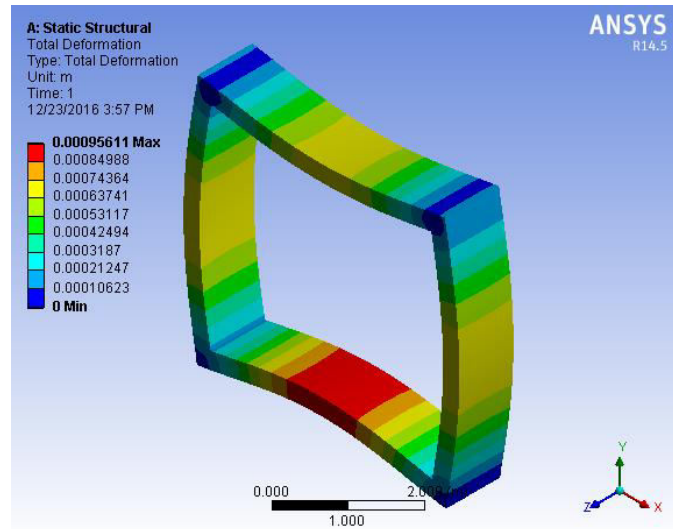 A: Static Structural
Total Deformation
Type: Total Deformation
Unit: m
Time: 1
12/23/2016 3:57 PM
ANSYS
R14.5
0.00095611 Max
0.00084988
0.00074364
0.00063741
0.00053117
0.00042494
0.0003187
0.00021247
0.00010623
0 Min
0.000
1.000
Y
Z
X